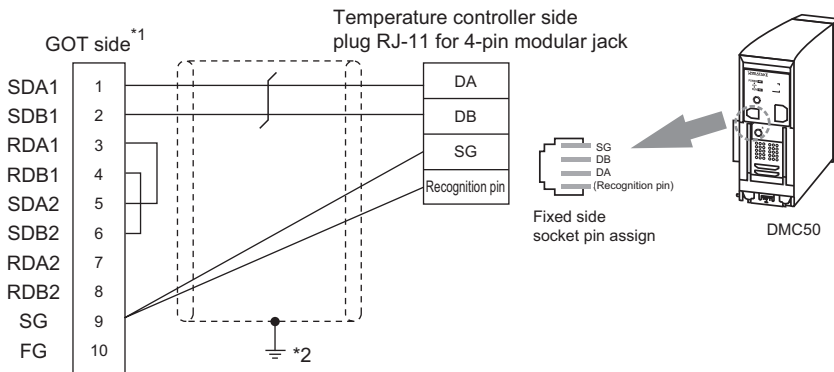 Temperature controller side
plug RJ-11 for 4-pin modular jack
GOT side*1
SDA1 1 DA
SDB1 2 DB
RDA1 3 SG
RDB1 4 Recognition pin
SDA2 5
SDB2 6
RDA2 7
RDB2 8
SG 9
FG 10
*2
SG
DB
DA
(Recognition pin)
Fixed side
socket pin assign
DMC50